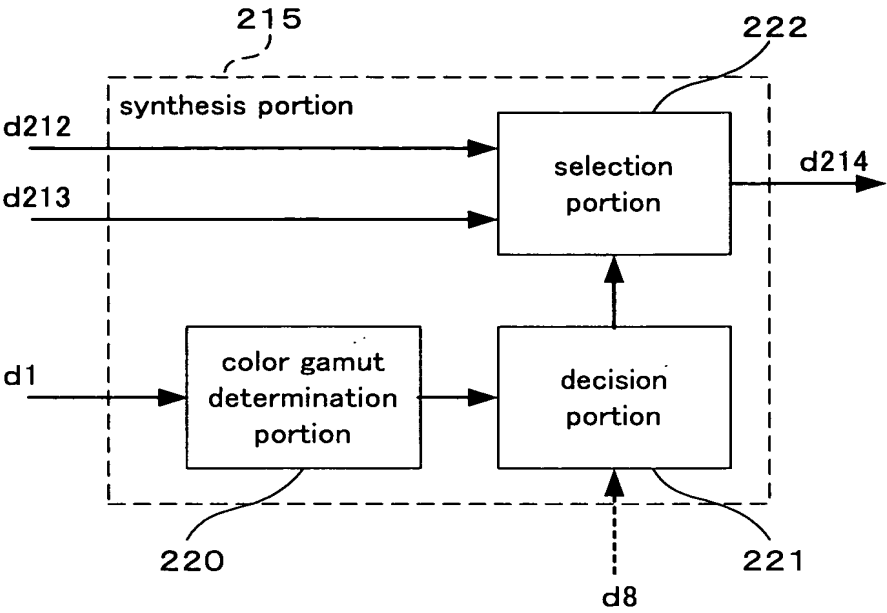 215
222
synthesis portion
d212
d213
selection
portion
d214
d1
color gamut
determination
portion
decision
portion
220
221
d8